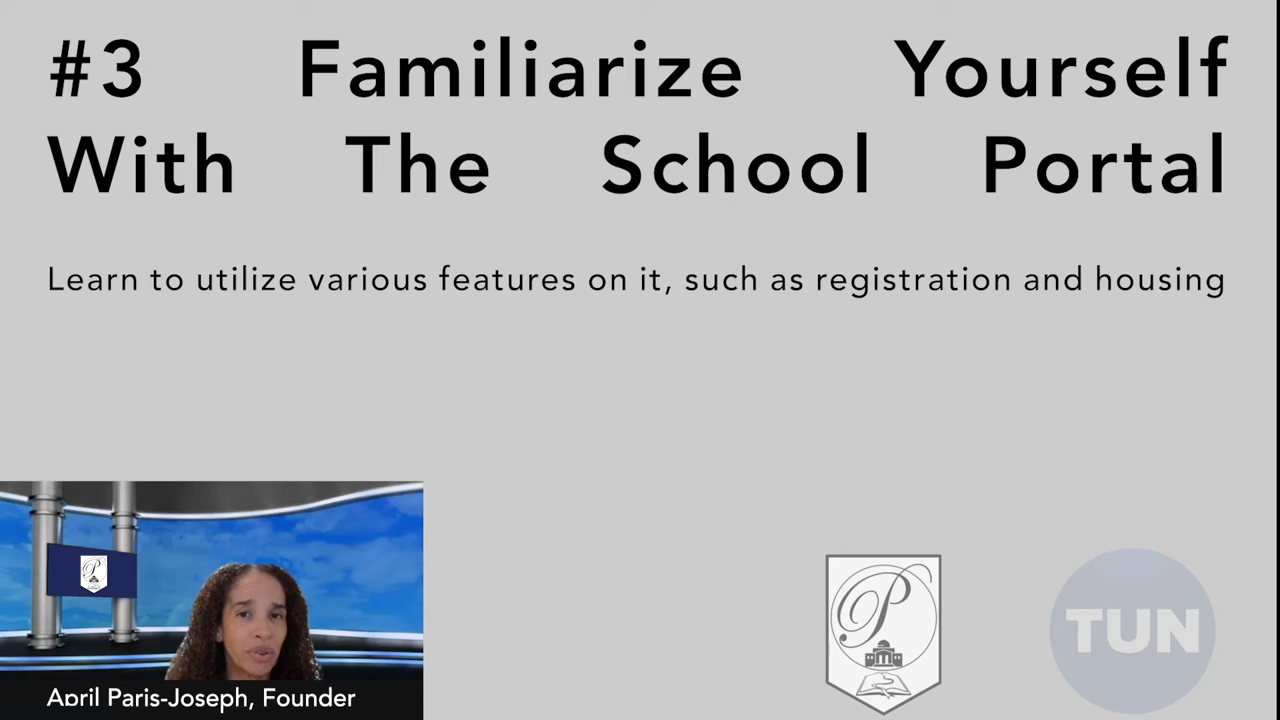 #3 Familiarize Yourself
With The School Portal
Learn to utilize various features on it, such as registration and housing
P
April Paris-Joseph, Founder
P
TUN